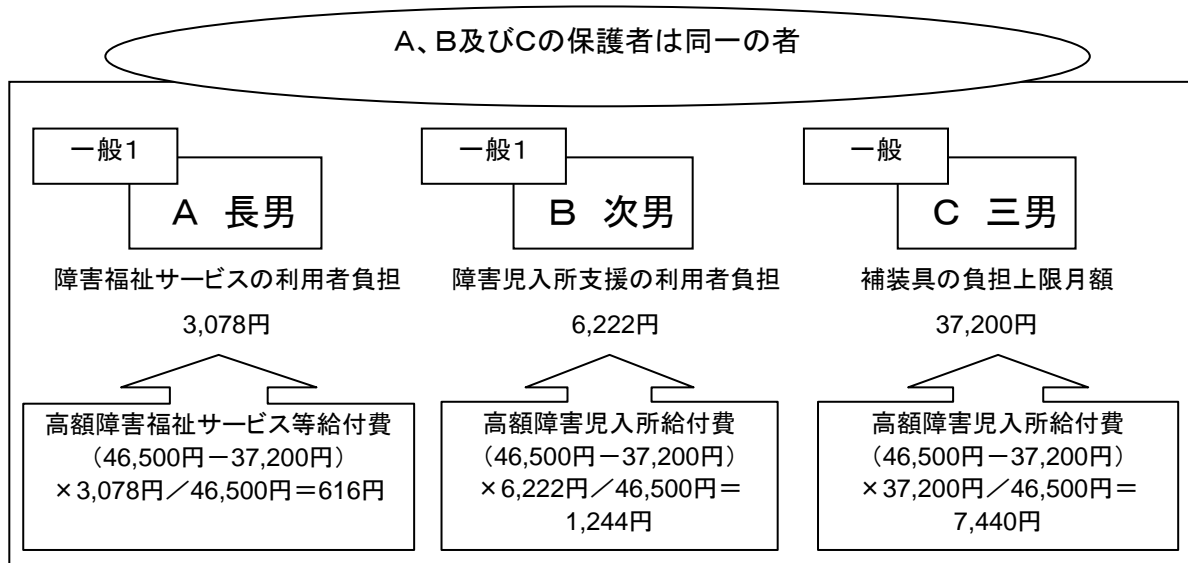 A、B及びCの保護者は同一の者
一般1
A 長男
障害福祉サービスの利用者負担
3,078円
高額障害福祉サービス等給付費
（46,500円－37,200円）
×3,078円／46,500円＝616円
一般1
B 次男
障害児入所支援の利用者負担
6,222円
高額障害児入所給付費
（46,500円－37,200円）
×6,222円／46,500円＝
1,244円
一般
C 三男
補装具の負担上限月額
37,200円
高額障害児入所給付費
（46,500円－37,200円）
×37,200円／46,500円＝
7,440円